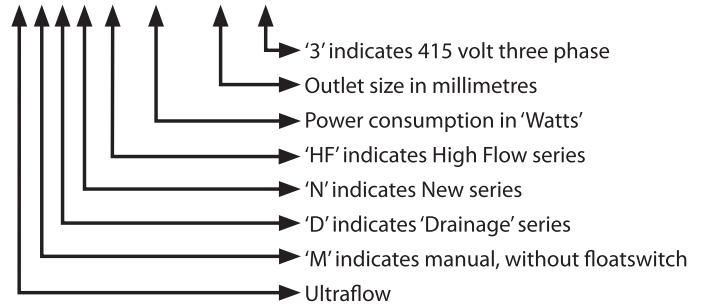 ‘3’ indicates 415 volt three phase
Outlet size in millimetres
Power consumption in ‘Watts’
‘HF’ indicates High Flow series
‘N’ indicates New series
‘D’ indicates ‘Drainage’ series
‘M’ indicates manual, without floatswitch
Ultraflow